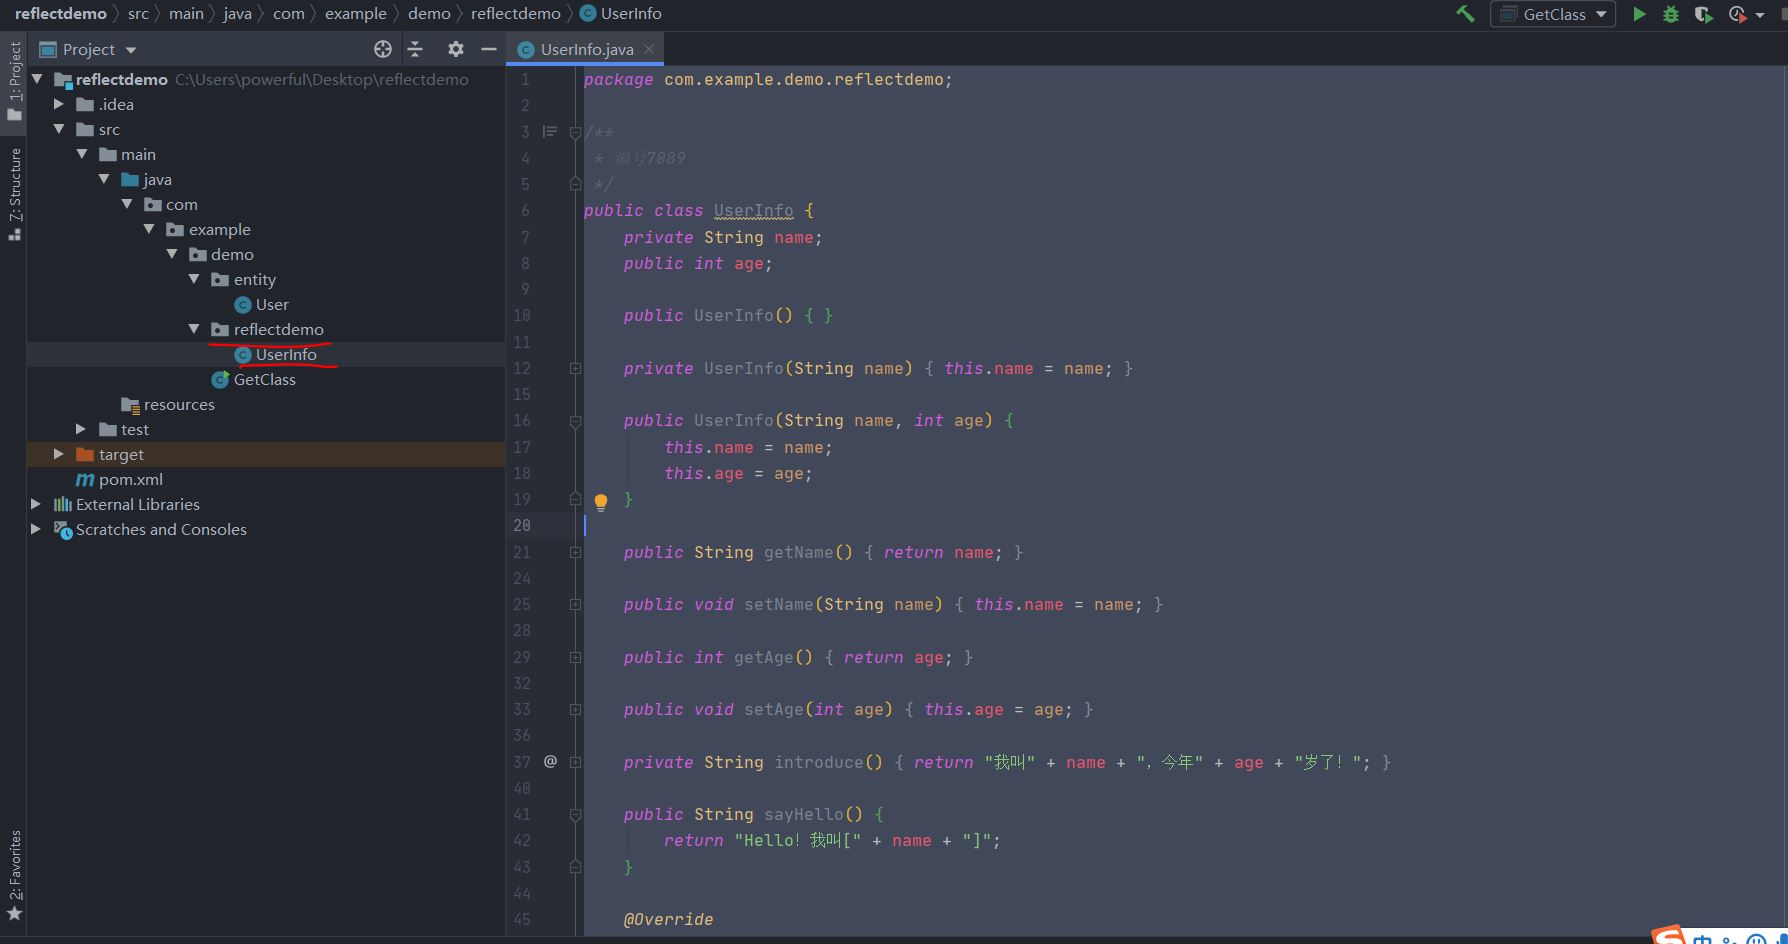 reflectdemo 〉 src 〉 main 〉 java 〉 com 〉 example 〉 demo 〉 reflectdemo 〉 UserInfo
GetClass
1: Project
7: Structure
2: Favorites
Project
reflectdemo C:\Users\powerful\Desktop\reflectdemo
.idea
src
main
java
com
example
demo
entity
User
reflectdemo
UserInfo
GetClass
resources
test
target
pom.xml
External Libraries
Scratches and Consoles
UserInfo.java
1 package com.example.demo.reflectdemo;
2
3 /**
4  * 编号7089
5  */
6 public class UserInfo {
7     private String name;
8     public int age;
9
10     public UserInfo() { }
11
12     private UserInfo(String name) { this.name = name; }
15
16     public UserInfo(String name, int age) {
17         this.name = name;
18         this.age = age;
19     }
20
21     public String getName() { return name; }
24
25     public void setName(String name) { this.name = name; }
28
29     public int getAge() { return age; }
32
33     public void setAge(int age) { this.age = age; }
36
37 @   private String introduce() { return "我叫" + name + "，今年" + age + "岁了！"; }
40
41     public String sayHello() {
42         return "Hello！我叫[" + name + "]";
43     }
44
45     @Override